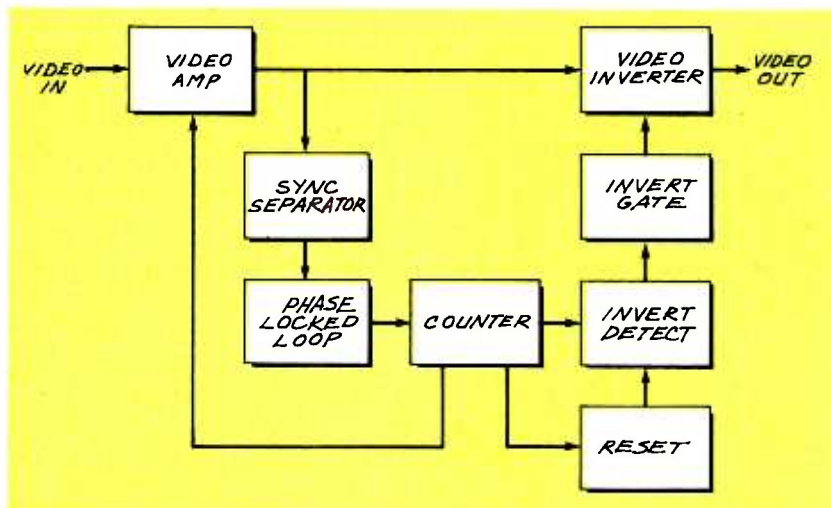 VIDEO
IN
VIDEO
AMP
VIDEO
INVERTER
VIDEO
OUT
SYNC
SEPARATOR
INVERT
GATE
PHASE
LOCKED
LOOP
COUNTER
INVERT
DETECT
RESET